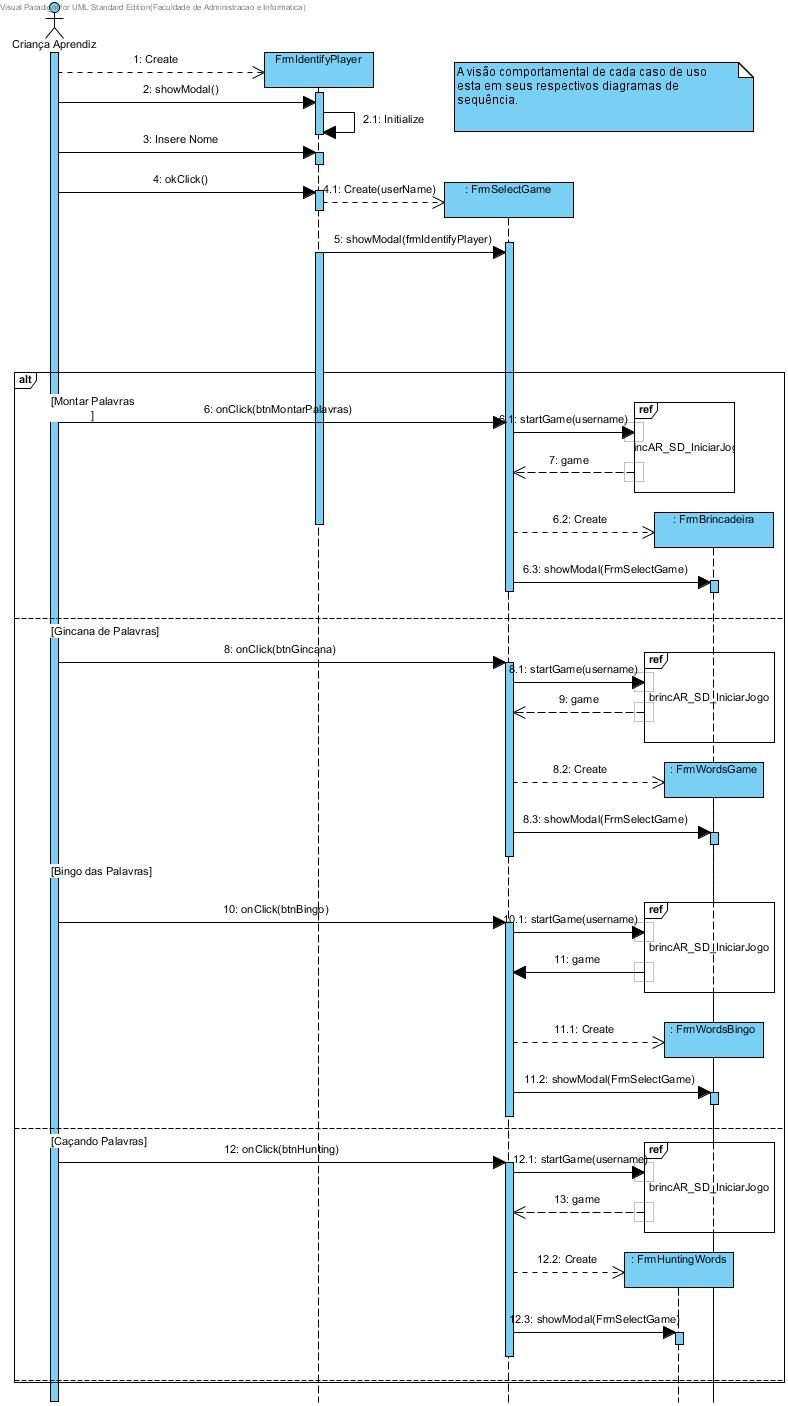 Visual Paradigm for UML Standard Edition(Faculdade de Administracao e Informatica)
Criança Aprendiz
1: Create
FrmIdentifyPlayer
A visão comportamental de cada caso de uso
esta em seus respectivos diagramas de
sequência.
2: showModal()
2.1: Initialize
3: Insere Nome
4: okClick()
4.1: Create(userName)
: FrmSelectGame
5: showModal(frmIdentifyPlayer)
alt
[Montar Palavras
]
6: onClick(btnMontarPalavras)
6.1: startGame(username)
ref
incAR_SD_IniciarJog
7: game
6.2: Create
: FrmBrincadeira
6.3: showModal(FrmSelectGame)
[Gincana de Palavras]
8: onClick(btnGincana)
8.1: startGame(username)
ref
brincAR_SD_IniciarJogo
9: game
8.2: Create
: FrmWordsGame
8.3: showModal(FrmSelectGame)
[Bingo das Palavras]
10: onClick(btnBingo)
10.1: startGame(username)
ref
brincAR_SD_IniciarJogo
11: game
11.1: Create
: FrmWordsBingo
11.2: showModal(FrmSelectGame)
[Caçando Palavras]
12: onClick(btnHunting)
12.1: startGame(username)
ref
brincAR_SD_IniciarJogo
13: game
12.2: Create
: FrmHuntingWords
12.3: showModal(FrmSelectGame)